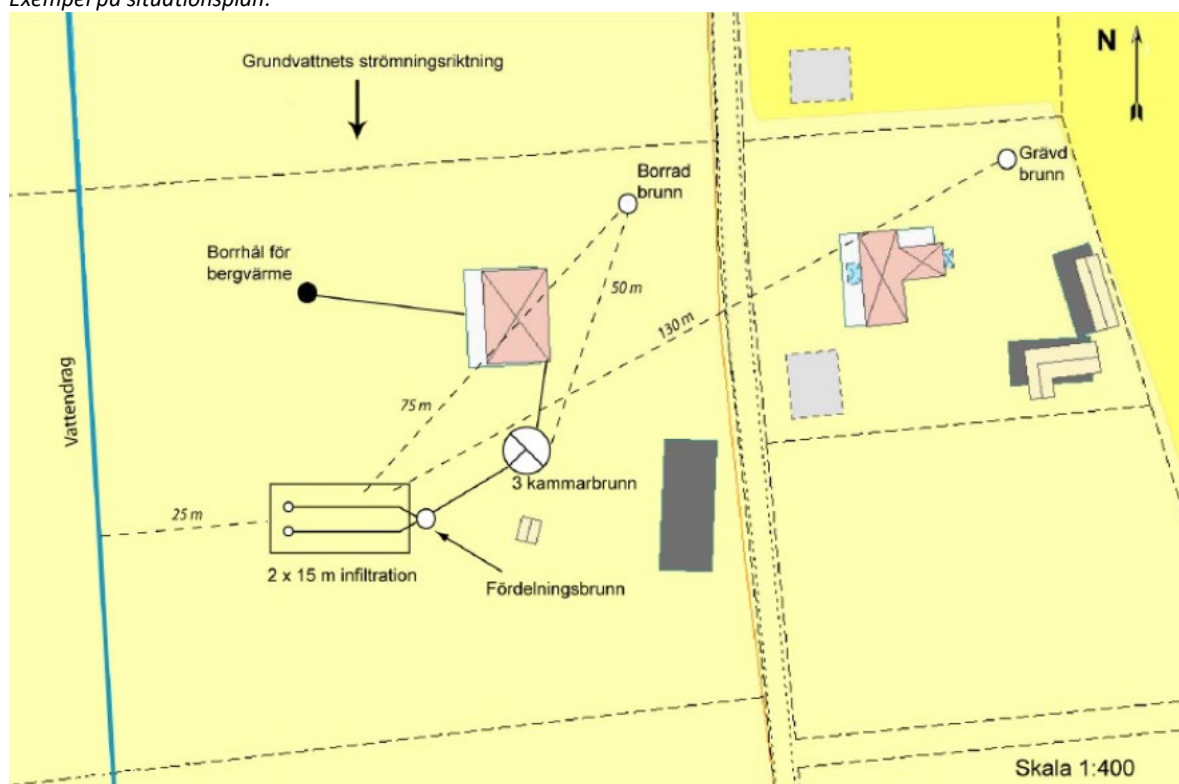 Exempel på situationsplan:
Grundvattnets strömningsriktning
N
Borrad
brunn
Grävd
brunn
Borrhål för
bergvärme
50 m
130 m
75 m
Vattendrag
3 kammarbrunn
25 m
2 x 15 m infiltration
Fördelningsbrunn
Skala 1:400